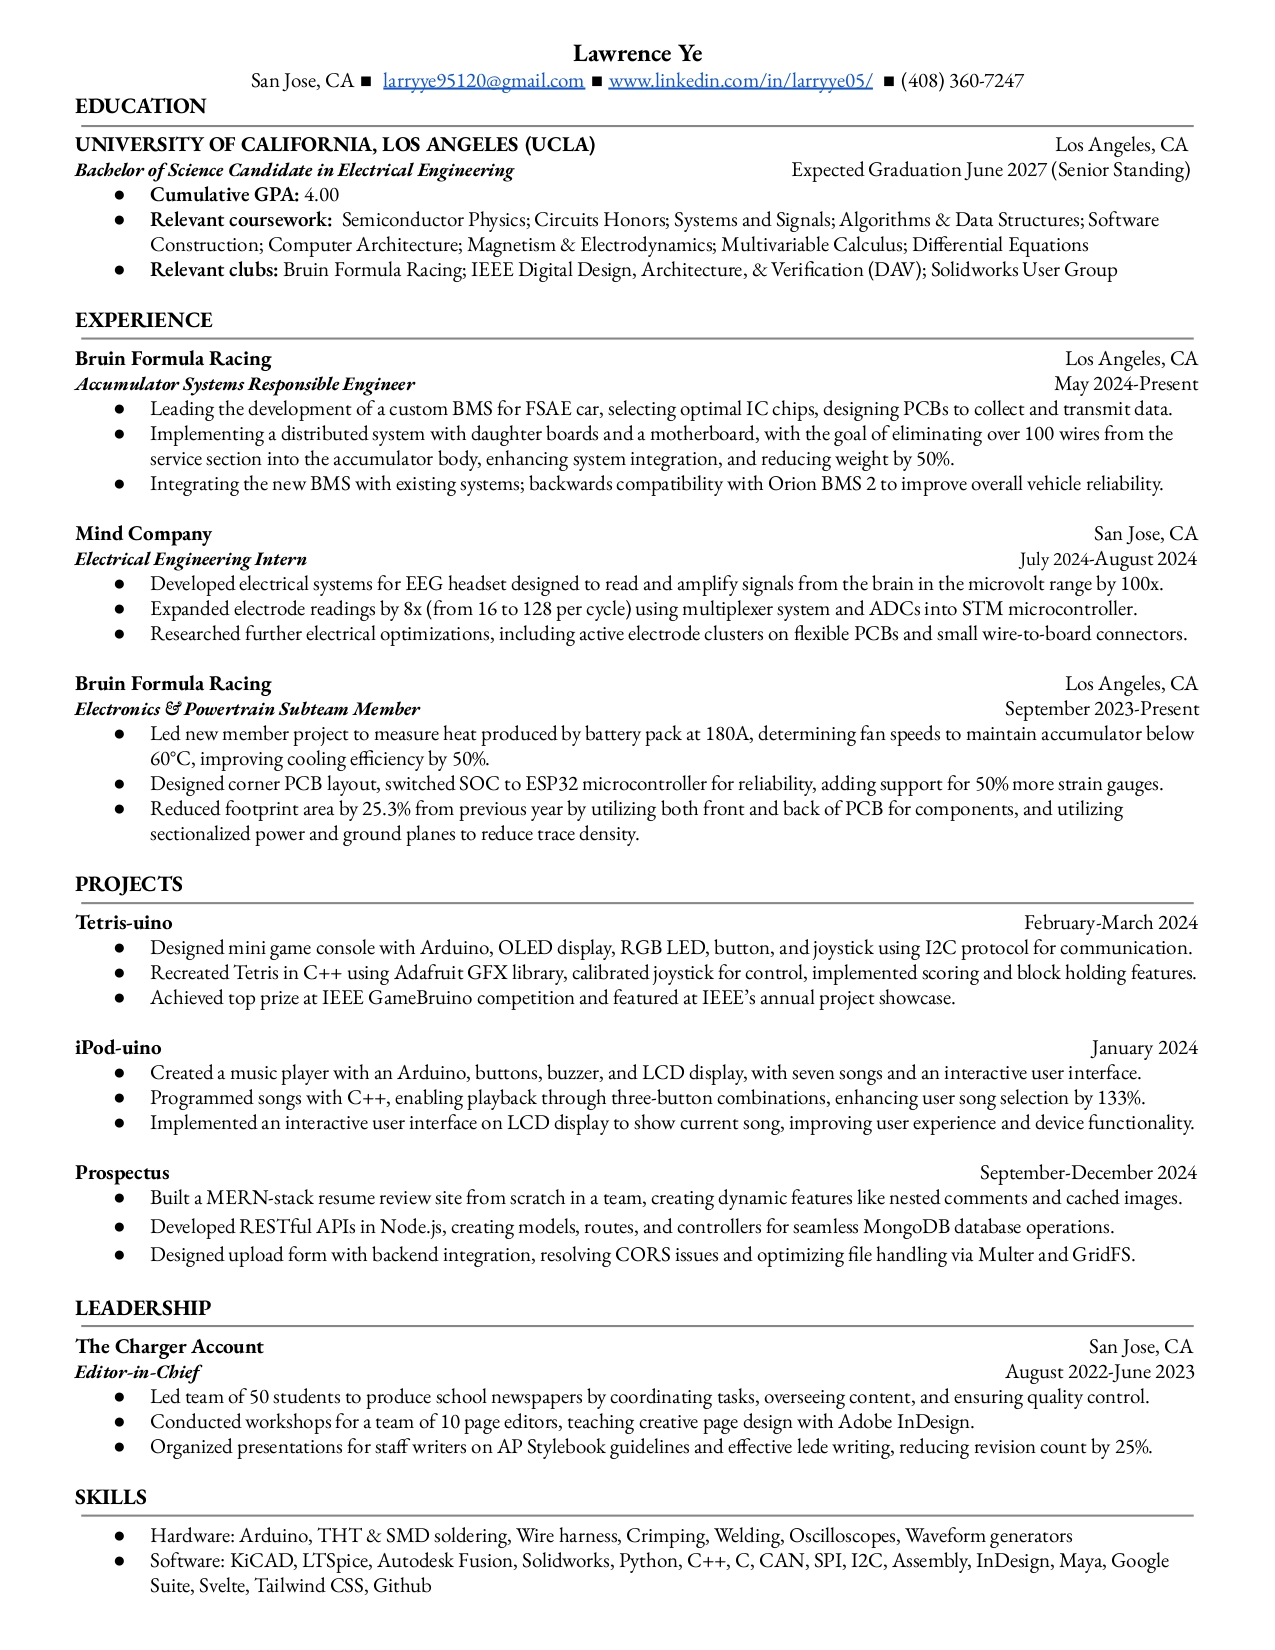 Lawrence Ye
San Jose, CA ■ larryye95120@gmail.com ■ www.linkedin.com/in/larryye05/ ■ (408) 360-7247
EDUCATION
UNIVERSITY OF CALIFORNIA, LOS ANGELES (UCLA) Los Angeles, CA
Bachelor of Science Candidate in Electrical Engineering Expected Graduation June 2027 (Senior Standing)
● Cumulative GPA: 4.00
● Relevant coursework: Semiconductor Physics; Circuits Honors; Systems and Signals; Algorithms & Data Structures; Software
Construction; Computer Architecture; Magnetism & Electrodynamics; Multivariable Calculus; Differential Equations
● Relevant clubs: Bruin Formula Racing; IEEE Digital Design, Architecture, & Verification (DAV); Solidworks User Group
EXPERIENCE
Bruin Formula Racing Los Angeles, CA
Accumulator Systems Responsible Engineer May 2024-Present
● Leading the development of a custom BMS for FSAE car, selecting optimal IC chips, designing PCBs to collect and transmit data.
● Implementing a distributed system with daughter boards and a motherboard, with the goal of eliminating over 100 wires from the
service section into the accumulator body, enhancing system integration, and reducing weight by 50%.
● Integrating the new BMS with existing systems; backwards compatibility with Orion BMS 2 to improve overall vehicle reliability.
Mind Company San Jose, CA
Electrical Engineering Intern July 2024-August 2024
● Developed electrical systems for EEG headset designed to read and amplify signals from the brain in the microvolt range by 100x.
● Expanded electrode readings by 8x (from 16 to 128 per cycle) using multiplexer system and ADCs into STM microcontroller.
● Researched further electrical optimizations, including active electrode clusters on flexible PCBs and small wire-to-board connectors.
Bruin Formula Racing Los Angeles, CA
Electronics & Powertrain Subteam Member September 2023-Present
● Led new member project to measure heat produced by battery pack at 180A, determining fan speeds to maintain accumulator below
60°C, improving cooling efficiency by 50%.
● Designed corner PCB layout, switched SOC to ESP32 microcontroller for reliability, adding support for 50% more strain gauges.
● Reduced footprint area by 25.3% from previous year by utilizing both front and back of PCB for components, and utilizing
sectionalized power and ground planes to reduce trace density.
PROJECTS
Tetris-uino February-March 2024
● Designed mini game console with Arduino, OLED display, RGB LED, button, and joystick using I2C protocol for communication.
● Recreated Tetris in C++ using Adafruit GFX library, calibrated joystick for control, implemented scoring and block holding features.
● Achieved top prize at IEEE GameBruino competition and featured at IEEE’s annual project showcase.
iPod-uino January 2024
● Created a music player with an Arduino, buttons, buzzer, and LCD display, with seven songs and an interactive user interface.
● Programmed songs with C++, enabling playback through three-button combinations, enhancing user song selection by 133%.
● Implemented an interactive user interface on LCD display to show current song, improving user experience and device functionality.
Prospectus September-December 2024
● Built a MERN-stack resume review site from scratch in a team, creating dynamic features like nested comments and cached images.
● Developed RESTful APIs in Node.js, creating models, routes, and controllers for seamless MongoDB database operations.
● Designed upload form with backend integration, resolving CORS issues and optimizing file handling via Multer and GridFS.
LEADERSHIP
The Charger Account San Jose, CA
Editor-in-Chief August 2022-June 2023
● Led team of 50 students to produce school newspapers by coordinating tasks, overseeing content, and ensuring quality control.
● Conducted workshops for a team of 10 page editors, teaching creative page design with Adobe InDesign.
● Organized presentations for staff writers on AP Stylebook guidelines and effective lede writing, reducing revision count by 25%.
SKILLS
● Hardware: Arduino, THT & SMD soldering, Wire harness, Crimping, Welding, Oscilloscopes, Waveform generators
● Software: KiCAD, LTSpice, Autodesk Fusion, Solidworks, Python, C++, C, CAN, SPI, I2C, Assembly, InDesign, Maya, Google
Suite, Svelte, Tailwind CSS, Github